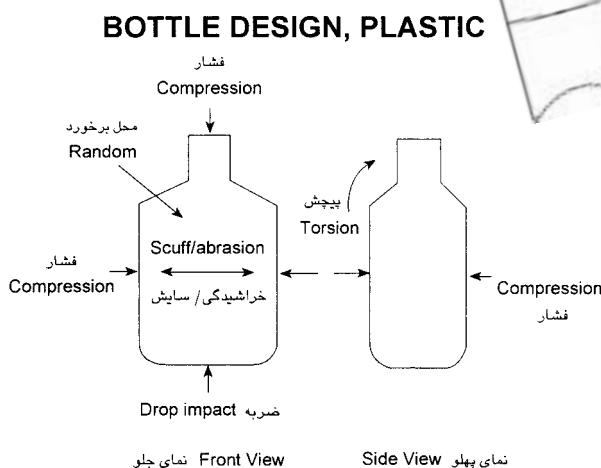 BOTTLE DESIGN, PLASTIC
فشار
Compression
محل برخورد
Random
پیچش
Torsion
Scuff/abrasion
خراشیدگی / سایش
فشار
Compression
Compression
فشار
Drop impact ضربه
نمای جلو Front View
Side View نمای پهلو